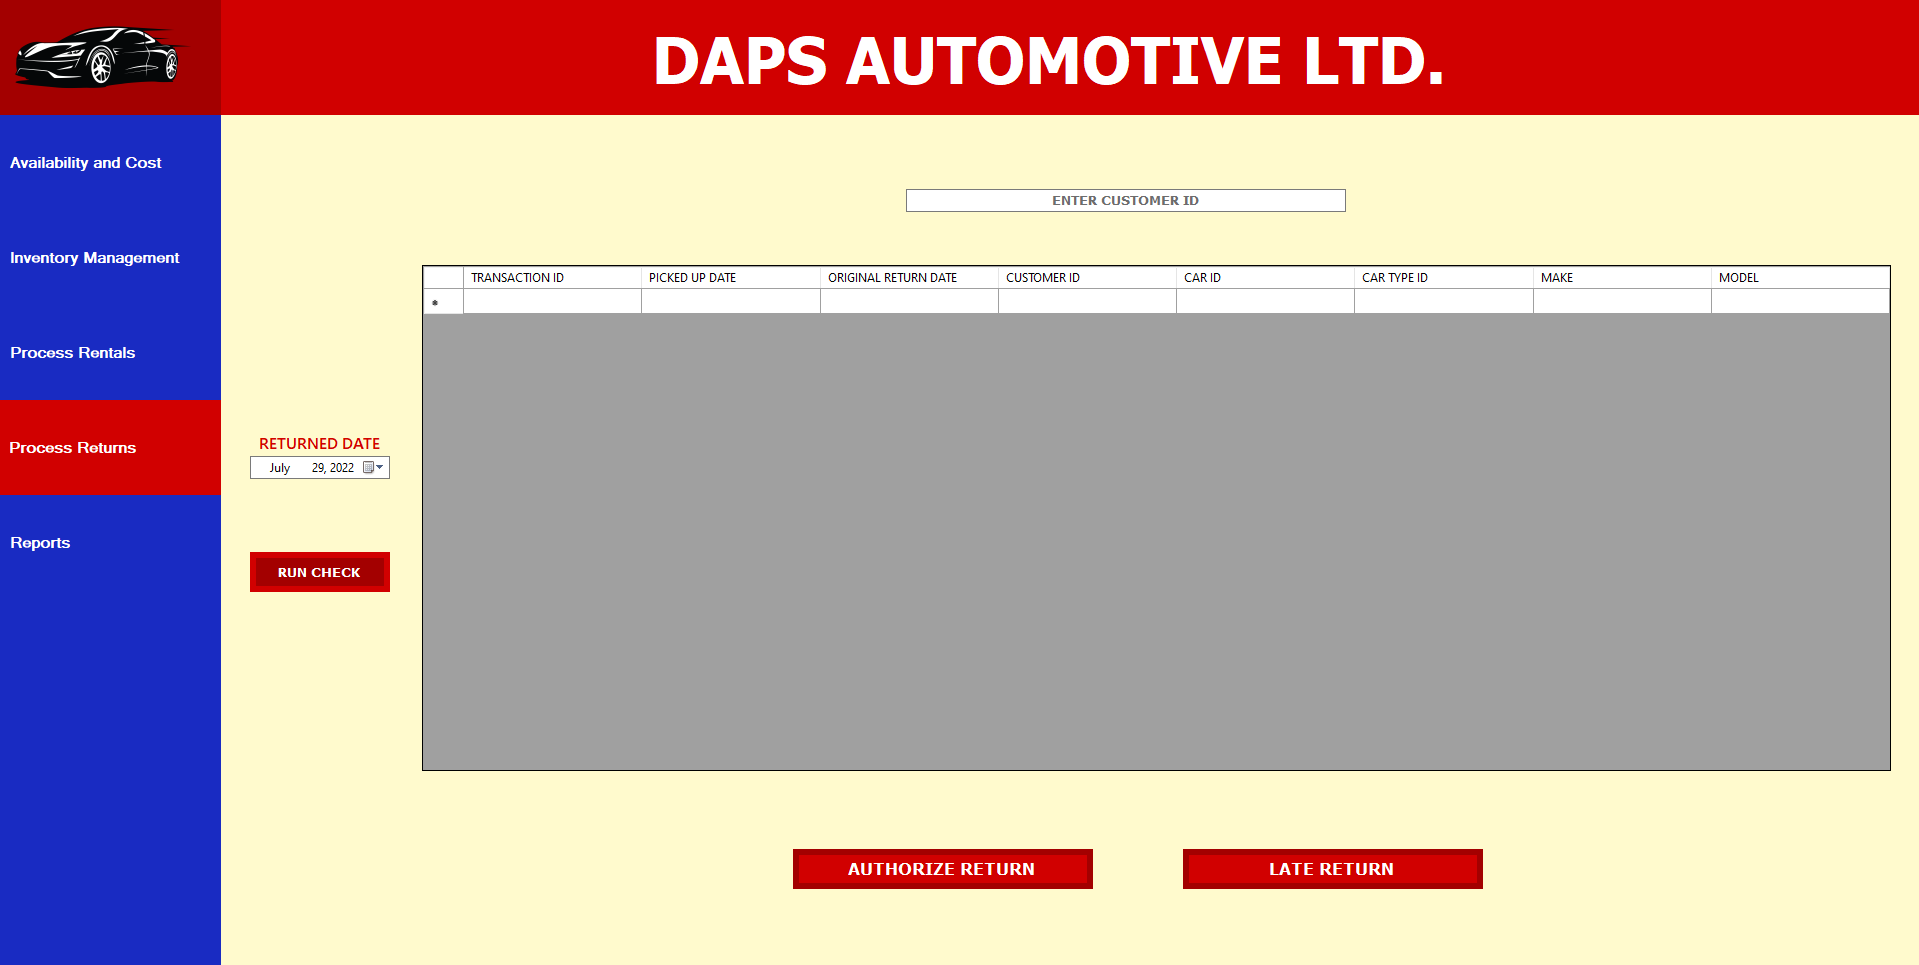 DAPS AUTOMOTIVE LTD.
Availability and Cost
Inventory Management
Process Rentals
Process Returns
Reports
ENTER CUSTOMER ID
TRANSACTION ID PICKED UP DATE ORIGINAL RETURN DATE CUSTOMER ID CAR ID CAR TYPE ID MAKE MODEL
RETURNED DATE
July 29, 2022
RUN CHECK
AUTHORIZE RETURN LATE RETURN